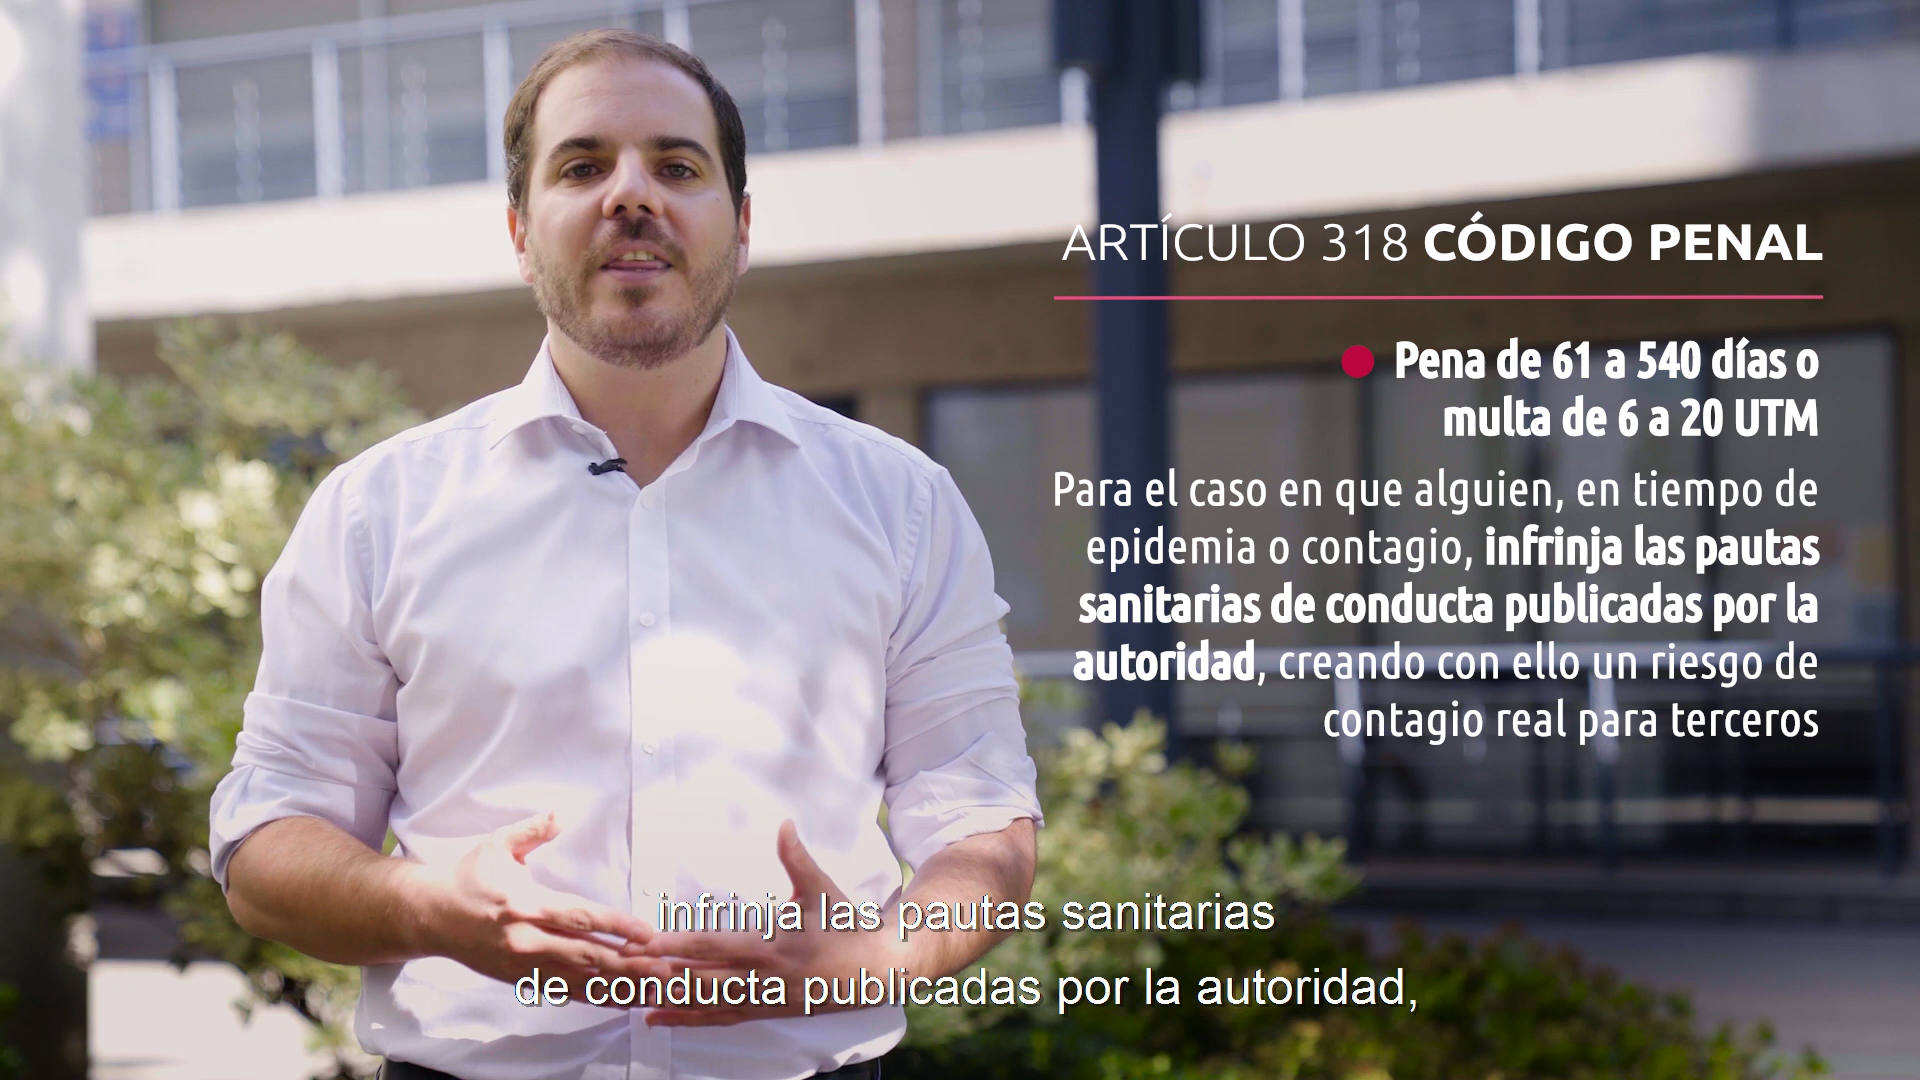 ARTÍCULO 318 CÓDIGO PENAL
Pena de 61 a 540 días o
multa de 6 a 20 UTM
Para el caso en que alguien, en tiempo de
epidemia o contagio, infrinja las pautas
sanitarias de conducta publicadas por la
autoridad, creando con ello un riesgo de
contagio real para terceros
infrinja las pautas sanitarias
de conducta publicadas por la autoridad,